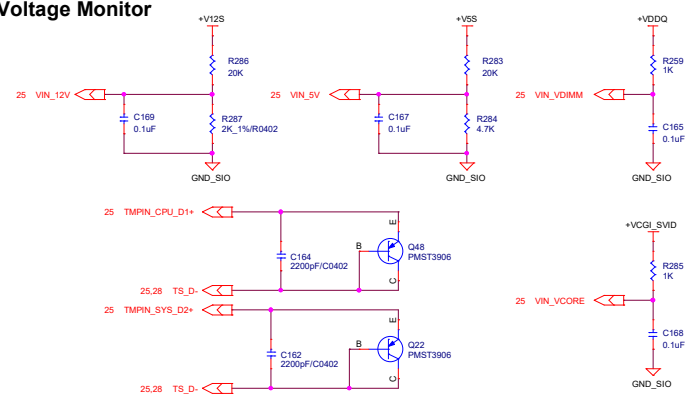 Voltage Monitor
+V12S
R286
20K
25 VIN_12V
C169
0.1uF
R287
2K_1%/R0402
GND_SIO
+V5S
R283
20K
25 VIN_5V
C167
0.1uF
R284
4.7K
GND_SIO
+VDDQ
R259
1K
25 VIN_VDIMM
C165
0.1uF
GND_SIO
25 TMPIN_CPU_D1+
C164
2200pF/C0402
E
B
C
Q48
PMST3906
25,28 TS_D-
25 TMPIN_SYS_D2+
C162
2200pF/C0402
E
B
C
Q22
PMST3906
25,28 TS_D-
+VCGI_SVID
R285
1K
25 VIN_VCORE
C168
0.1uF
GND_SIO